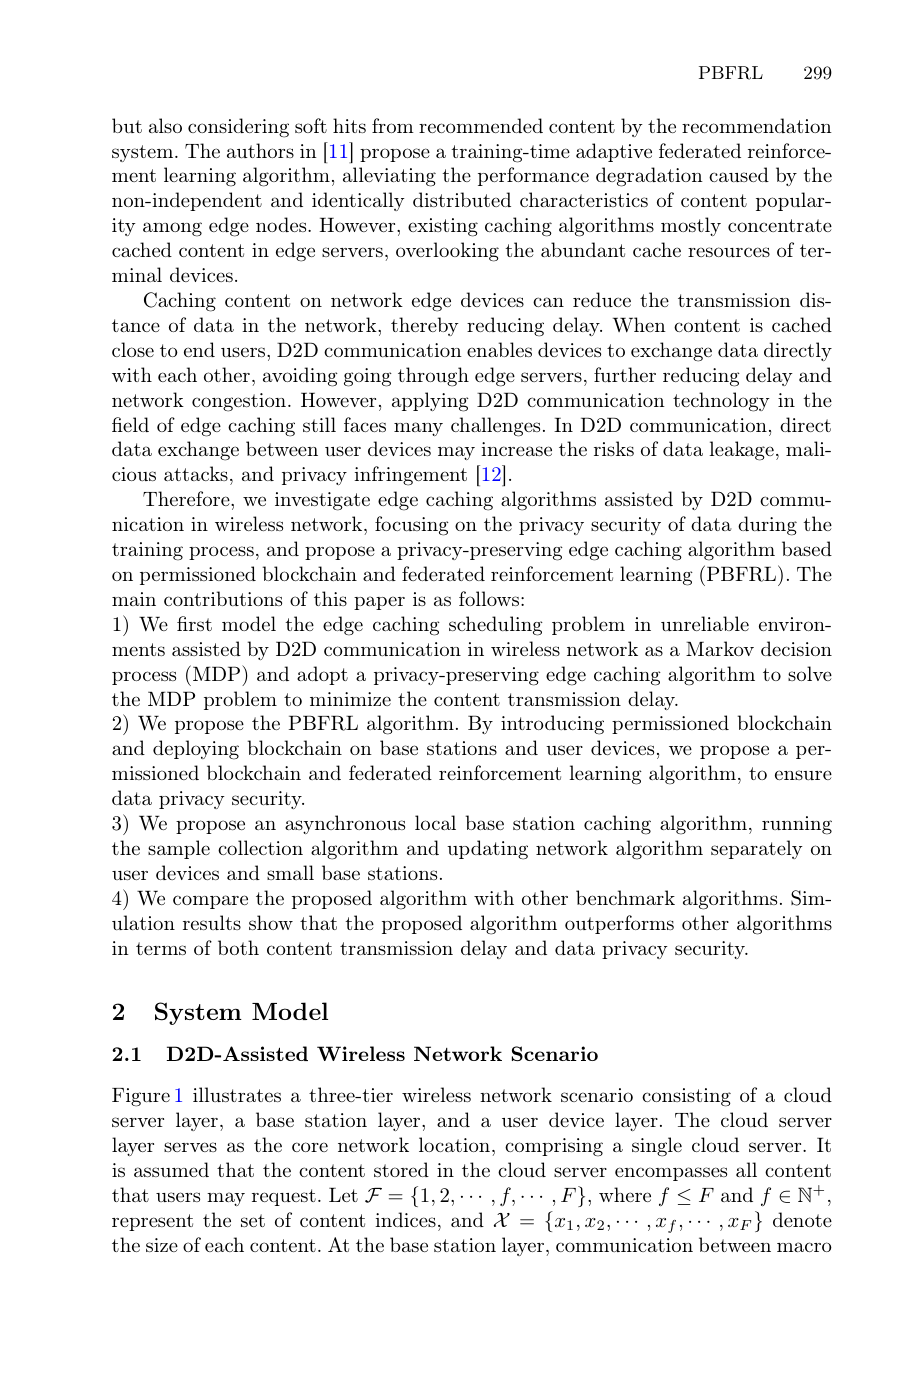 PBFRL 299
but also considering soft hits from recommended content by the recommendation
system. The authors in [11] propose a training-time adaptive federated reinforce-
ment learning algorithm, alleviating the performance degradation caused by the
non-independent and identically distributed characteristics of content popular-
ity among edge nodes. However, existing caching algorithms mostly concentrate
cached content in edge servers, overlooking the abundant cache resources of ter-
minal devices.
Caching content on network edge devices can reduce the transmission dis-
tance of data in the network, thereby reducing delay. When content is cached
close to end users, D2D communication enables devices to exchange data directly
with each other, avoiding going through edge servers, further reducing delay and
network congestion. However, applying D2D communication technology in the
field of edge caching still faces many challenges. In D2D communication, direct
data exchange between user devices may increase the risks of data leakage, mali-
cious attacks, and privacy infringement [12].
Therefore, we investigate edge caching algorithms assisted by D2D commu-
nication in wireless network, focusing on the privacy security of data during the
training process, and propose a privacy-preserving edge caching algorithm based
on permissioned blockchain and federated reinforcement learning (PBFRL). The
main contributions of this paper is as follows:
1) We first model the edge caching scheduling problem in unreliable environ-
ments assisted by D2D communication in wireless network as a Markov decision
process (MDP) and adopt a privacy-preserving edge caching algorithm to solve
the MDP problem to minimize the content transmission delay.
2) We propose the PBFRL algorithm. By introducing permissioned blockchain
and deploying blockchain on base stations and user devices, we propose a per-
missioned blockchain and federated reinforcement learning algorithm, to ensure
data privacy security.
3) We propose an asynchronous local base station caching algorithm, running
the sample collection algorithm and updating network algorithm separately on
user devices and small base stations.
4) We compare the proposed algorithm with other benchmark algorithms. Sim-
ulation results show that the proposed algorithm outperforms other algorithms
in terms of both content transmission delay and data privacy security.
2 System Model
2.1 D2D-Assisted Wireless Network Scenario
Figure 1 illustrates a three-tier wireless network scenario consisting of a cloud
server layer, a base station layer, and a user device layer. The cloud server
layer serves as the core network location, comprising a single cloud server. It
is assumed that the content stored in the cloud server encompasses all content
that users may request. Let ℱ = {1, 2, ··· , f, ··· , F}, where f ≤ F and f ∈ ℕ⁺,
represent the set of content indices, and 𝒳 = {x₁, x₂, ··· , x_f, ··· , x_F} denote
the size of each content. At the base station layer, communication between macro